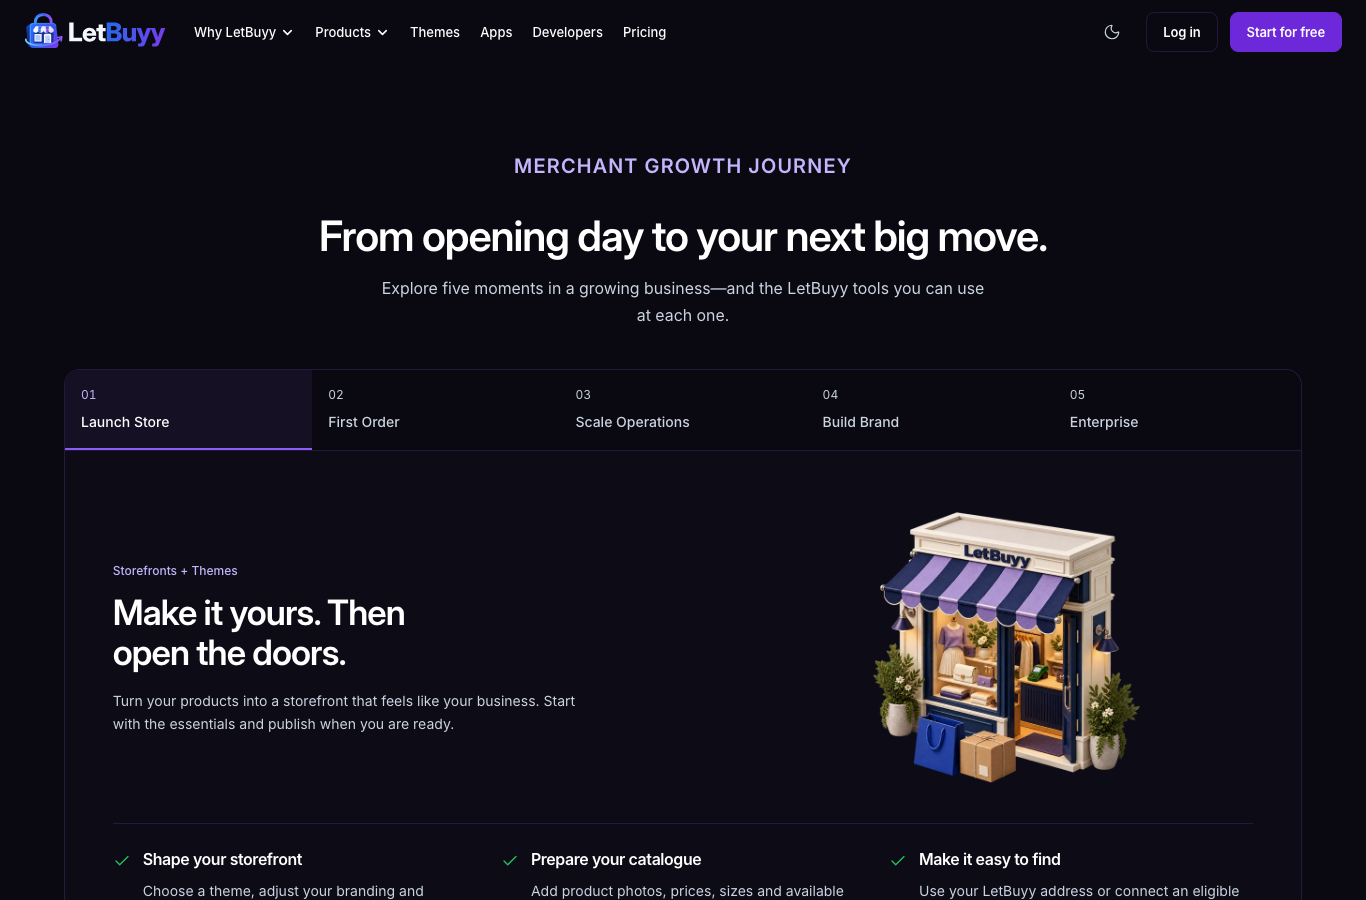 LetBuyy
Why LetBuyy
Products
Themes
Apps
Developers
Pricing
Log in
Start for free
MERCHANT GROWTH JOURNEY
From opening day to your next big move.
Explore five moments in a growing business—and the LetBuyy tools you can use
at each one.
01
Launch Store
02
First Order
03
Scale Operations
04
Build Brand
05
Enterprise
Storefronts + Themes
Make it yours. Then
open the doors.
Turn your products into a storefront that feels like your business. Start
with the essentials and publish when you are ready.
LetBuyy
Shape your storefront
Choose a theme, adjust your branding and
Prepare your catalogue
Add product photos, prices, sizes and available
Make it easy to find
Use your LetBuyy address or connect an eligible